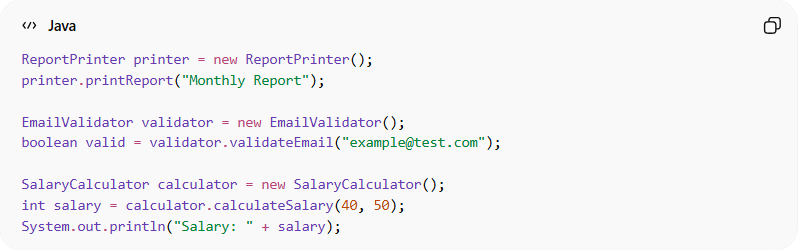 Java
ReportPrinter printer = new ReportPrinter();
printer.printReport("Monthly Report");
EmailValidator validator = new EmailValidator();
boolean valid = validator.validateEmail("example@test.com");
SalaryCalculator calculator = new SalaryCalculator();
int salary = calculator.calculateSalary(40, 50);
System.out.println("Salary: " + salary);